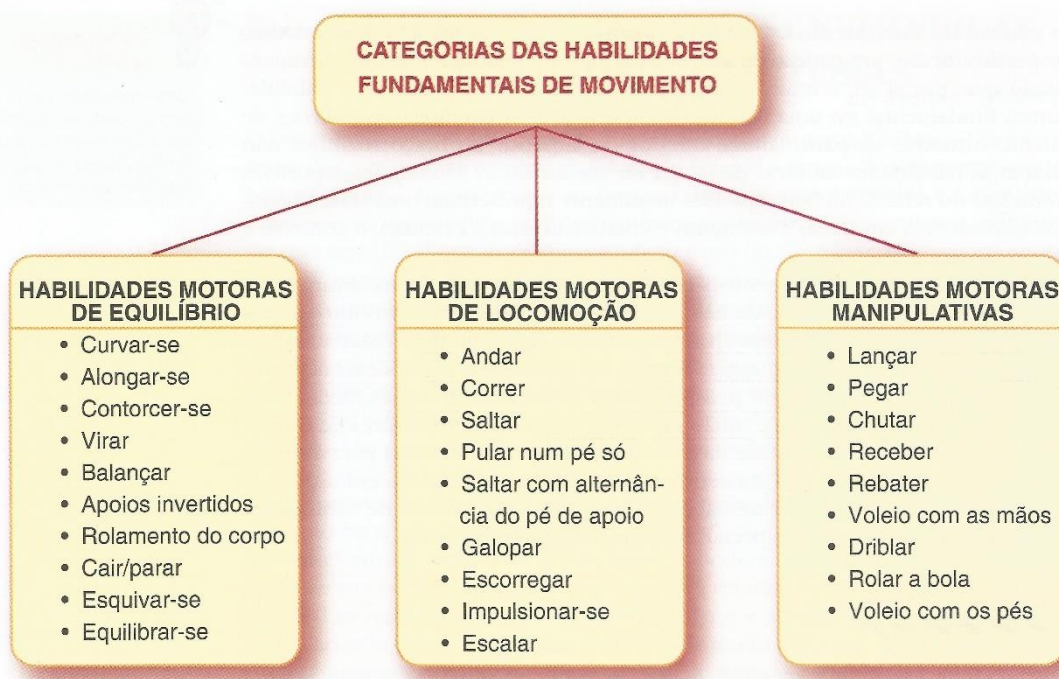 CATEGORIAS DAS HABILIDADES
FUNDAMENTAIS DE MOVIMENTO
HABILIDADES MOTORAS
DE EQUILÍBRIO
• Curvar-se
• Alongar-se
• Contorcer-se
• Virar
• Balançar
• Apoios invertidos
• Rolamento do corpo
• Cair/parar
• Esquivar-se
• Equilibrar-se
HABILIDADES MOTORAS
DE LOCOMOÇÃO
• Andar
• Correr
• Saltar
• Pular num pé só
• Saltar com alternân-
cia do pé de apoio
• Galopar
• Escorregar
• Impulsionar-se
• Escalar
HABILIDADES MOTORAS
MANIPULATIVAS
• Lançar
• Pegar
• Chutar
• Receber
• Rebater
• Voleio com as mãos
• Driblar
• Rolar a bola
• Voleio com os pés